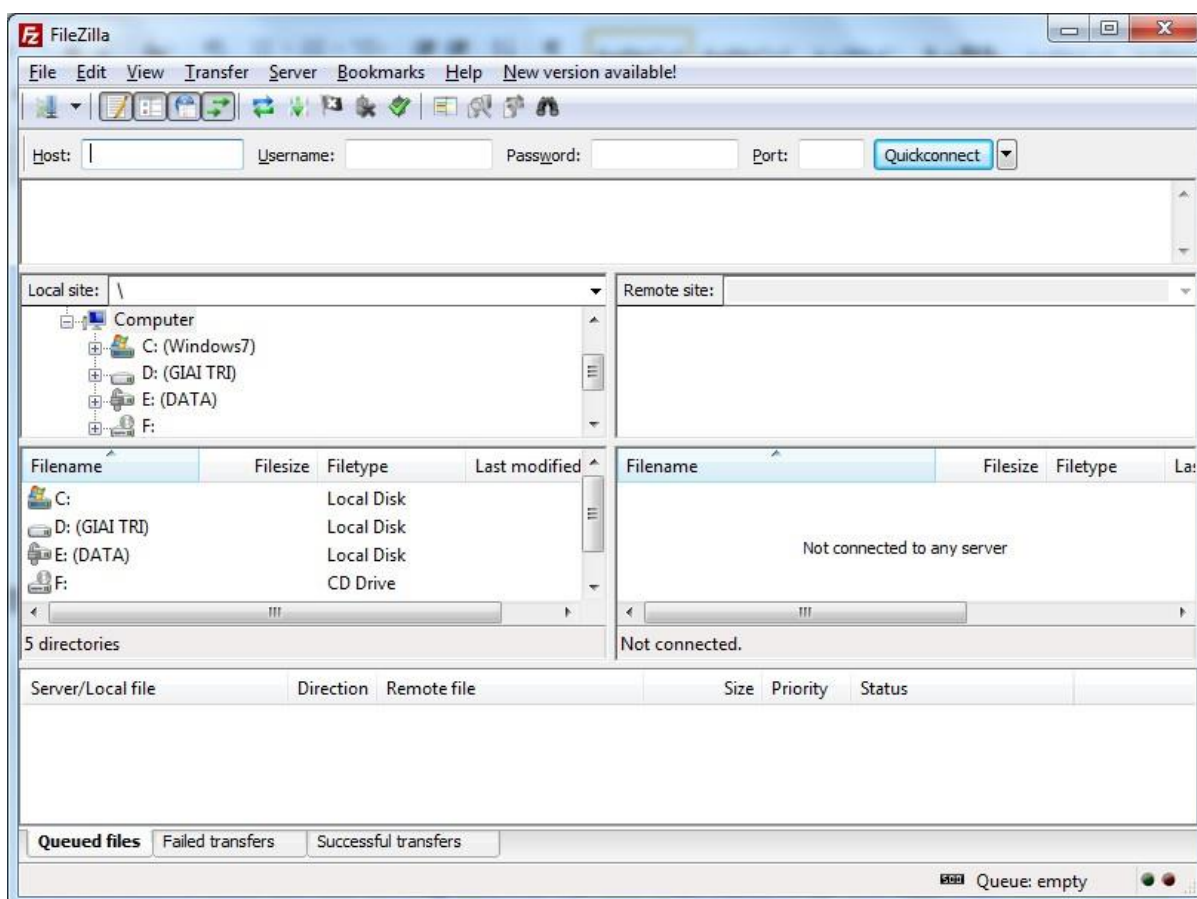 FileZilla
File Edit View Transfer Server Bookmarks Help New version available!
Host: Username: Password: Port: Quickconnect
Local site: \
Computer
C: (Windows7)
D: (GIAI TRI)
E: (DATA)
F:
Remote site:
Filename Filesize Filetype Last modified
C: Local Disk
D: (GIAI TRI) Local Disk
E: (DATA) Local Disk
F: CD Drive
5 directories
Filename Filesize Filetype Las
Not connected to any server
Not connected.
Server/Local file Direction Remote file Size Priority Status
Queued files Failed transfers Successful transfers
Queue: empty